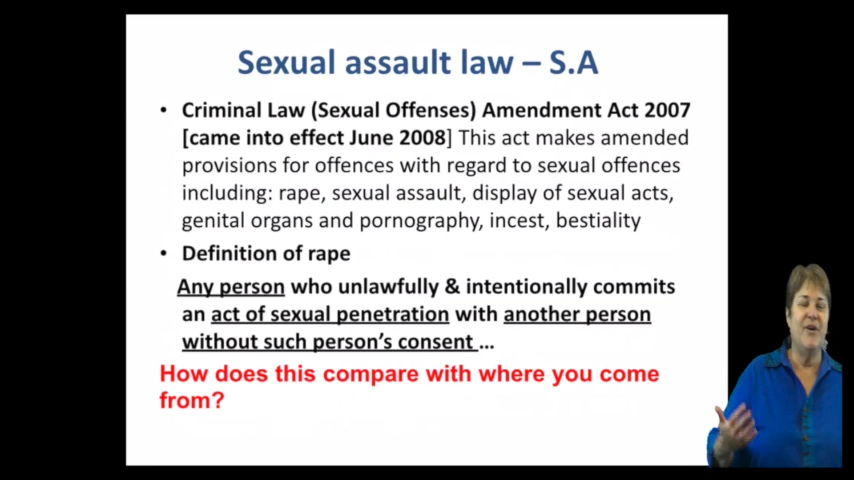 Sexual assault law – S.A
• Criminal Law (Sexual Offenses) Amendment Act 2007
[came into effect June 2008] This act makes amended
provisions for offences with regard to sexual offences
including: rape, sexual assault, display of sexual acts,
genital organs and pornography, incest, bestiality
• Definition of rape
Any person who unlawfully & intentionally commits
an act of sexual penetration with another person
without such person's consent ...
How does this compare with where you come
from?